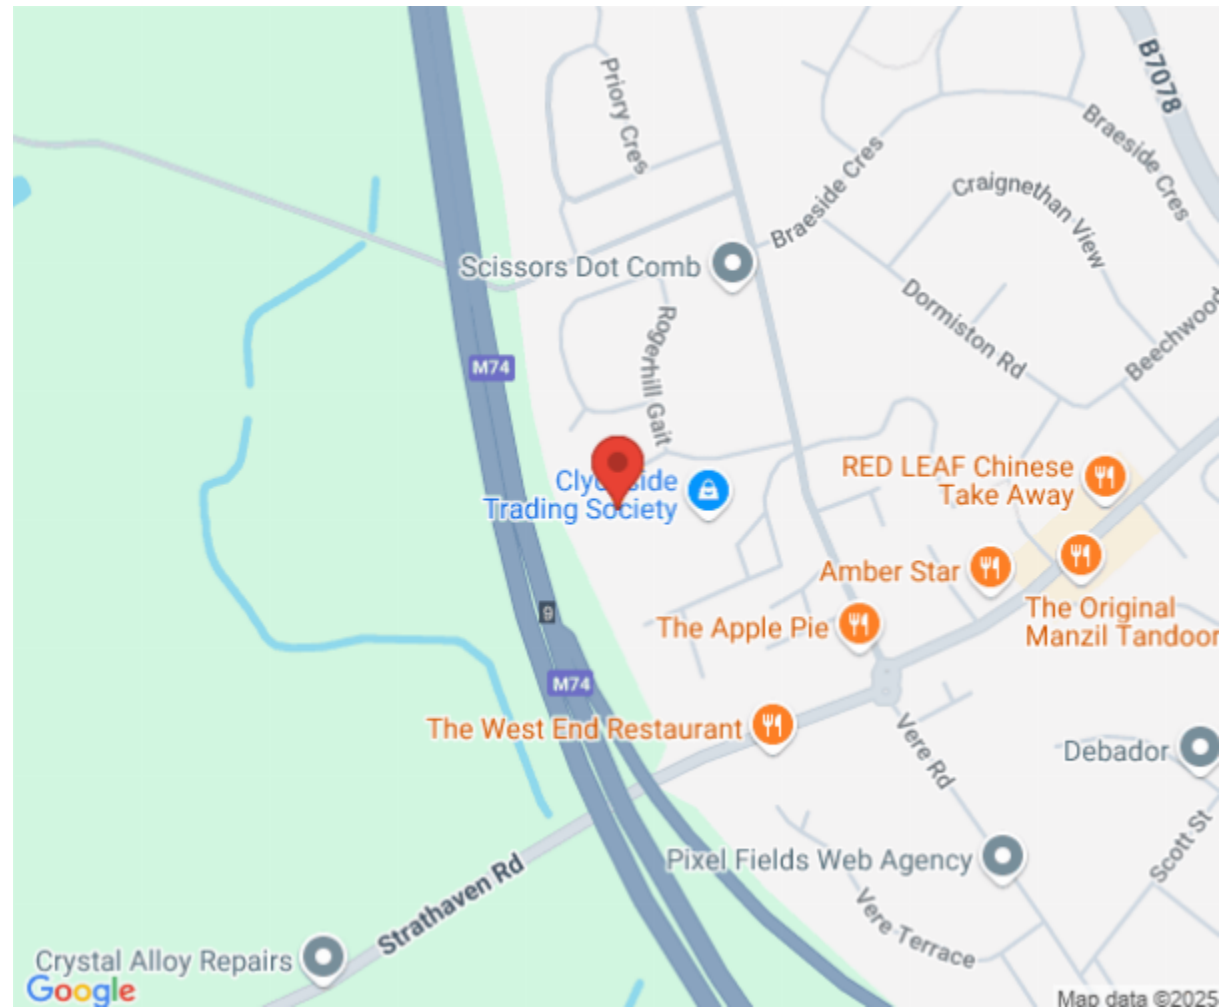 B7078
Priory Cres
Braeside Cres
Braeside Cres
Craignethan View
Scissors Dot Comb
Dormiston Rd
Beechwood
Rogerhill Gait
M74
RED LEAF Chinese
Take Away
Trading Society
Amber Star
9
The Original
Manzil Tandoor
The Apple Pie
M74
The West End Restaurant
Vere Rd
Debador
Scott St
Pixel Fields Web Agency
Vere Terrace
Strathaven Rd
Crystal Alloy Repairs
Google
Map data ©2025